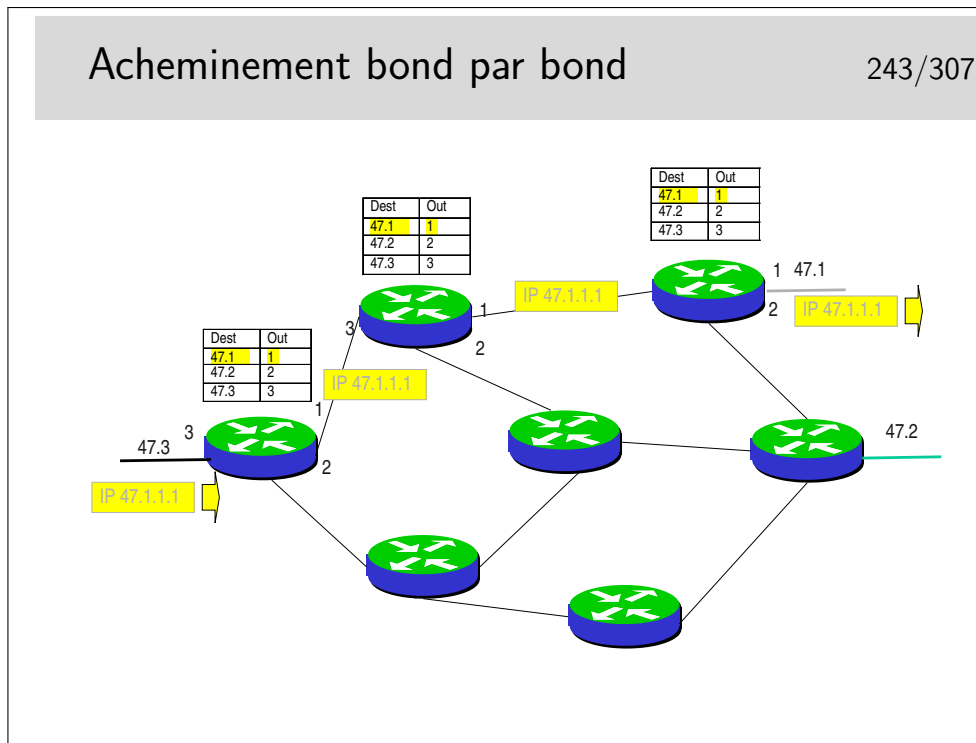 Acheminement bond par bond 243/307
Dest Out
47.1 1
47.2 2
47.3 3
Dest Out
47.1 1
47.2 2
47.3 3
1 47.1
2
IP 47.1.1.1
IP 47.1.1.1
1
3
2
Dest Out
47.1 1
47.2 2
47.3 3
IP 47.1.1.1
1
3
2
47.3
47.2
IP 47.1.1.1